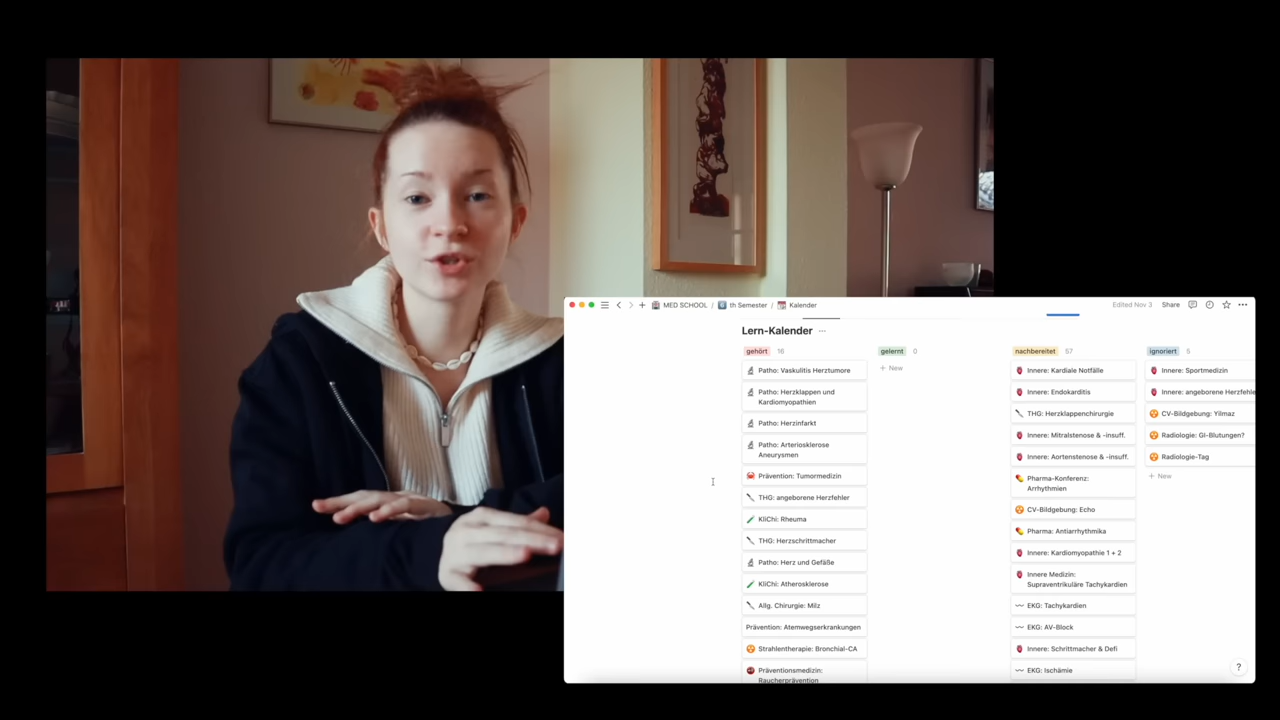 MED SCHOOL / th Semester / Kalender
Edited Nov 3 Share
Lern-Kalender ...
gehört 16
Patho: Vaskulitis Herztumore
Patho: Herzklappen und
Kardiomyopathien
Patho: Herzinfarkt
Patho: Arteriosklerose
Aneurysmen
Prävention: Tumormedizin
THG: angeborene Herzfehler
KliChi: Rheuma
THG: Herzschrittmacher
Patho: Herz und Gefäße
KliChi: Atherosklerose
Allg. Chirurgie: Milz
Prävention: Atemwegserkrankungen
Strahlentherapie: Bronchial-CA
Präventionsmedizin:
Raucherprävention
gelernt 0
+ New
nachbereitet 57
Innere: Kardiale Notfälle
Innere: Endokarditis
THG: Herzklappenchirurgie
Innere: Mitralstenose & -insuff.
Innere: Aortenstenose & -insuff.
Pharma-Konferenz:
Arrhythmien
CV-Bildgebung: Echo
Pharma: Antiarrhythmika
Innere: Kardiomyopathie 1 + 2
Innere Medizin:
Supraventrikuläre Tachykardien
EKG: Tachykardien
EKG: AV-Block
Innere: Schrittmacher & Defi
EKG: Ischämie
ignoriert 5
Innere: Sportmedizin
Innere: angeborene Herzfehle
CV-Bildgebung: Yilmaz
Radiologie: GI-Blutungen?
Radiologie-Tag
+ New
?